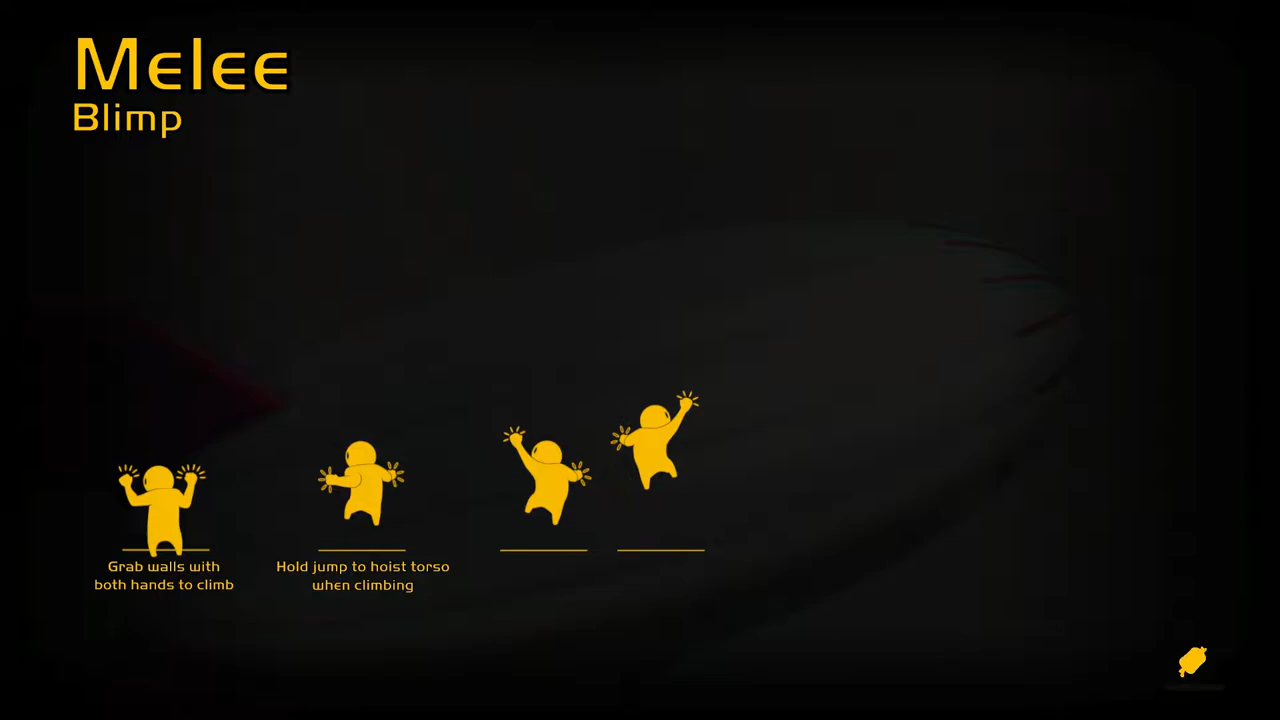 Melee
Blimp
Grab walls with
both hands to climb
Hold jump to hoist torso
when climbing